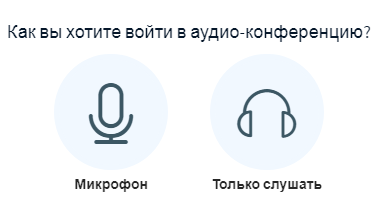 Как вы хотите войти в аудио-конференцию?
Микрофон
Только слушать